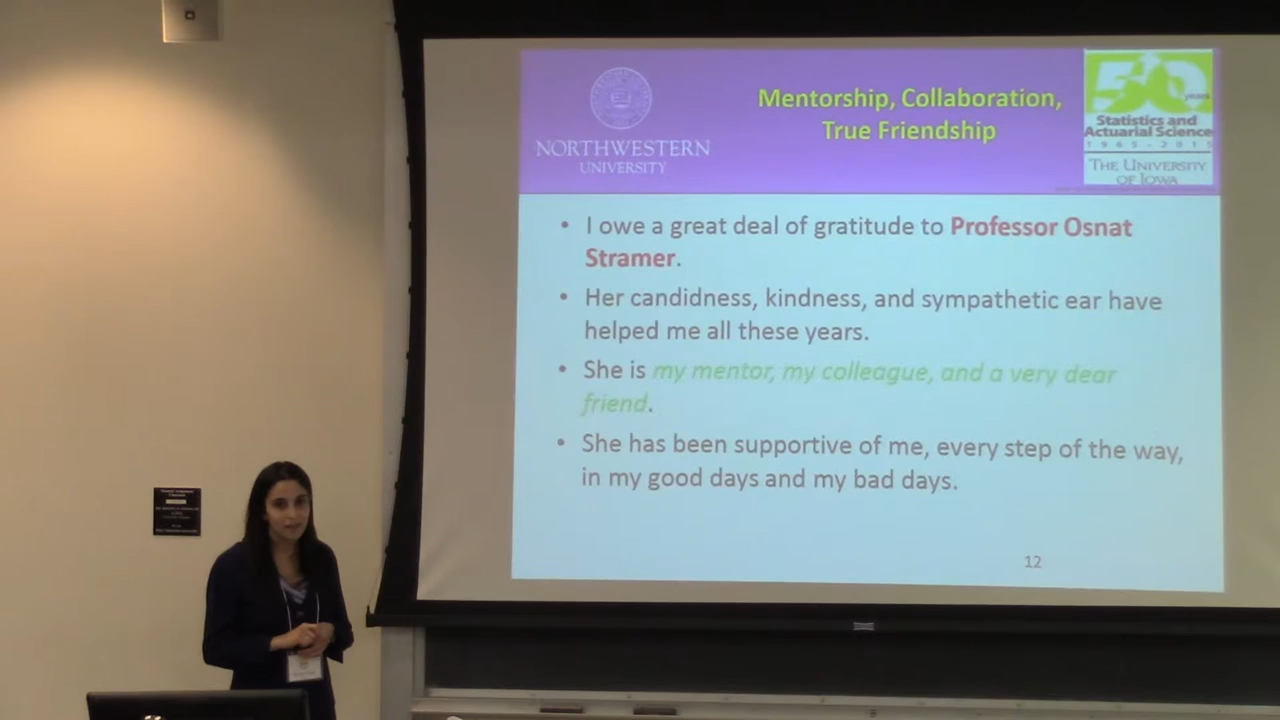 NORTHWESTERN
UNIVERSITY
Mentorship, Collaboration,
True Friendship
50
years
Statistics and
Actuarial Science
1965-2015
THE UNIVERSITY
OF IOWA
• I owe a great deal of gratitude to Professor Osnat
Stramer.
• Her candidness, kindness, and sympathetic ear have
helped me all these years.
• She is my mentor, my colleague, and a very dear
friend.
• She has been supportive of me, every step of the way,
in my good days and my bad days.
12